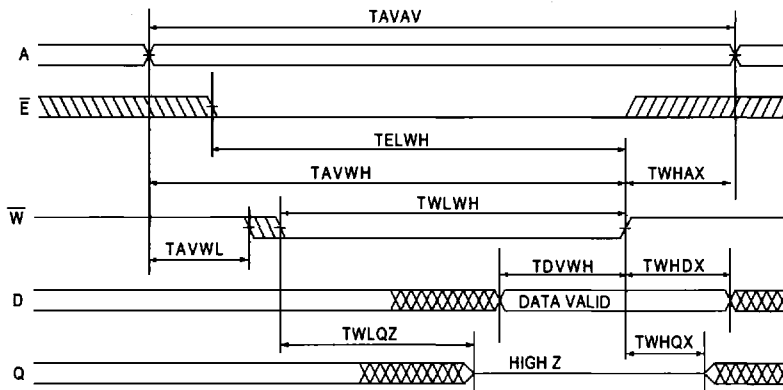 TAVAV
A
E
TELWH
TAVWH TWHAX
W TWLWH
TAVWL TDVWH TWHDX
D DATA VALID
TWLQZ TWHQX
Q HIGH Z